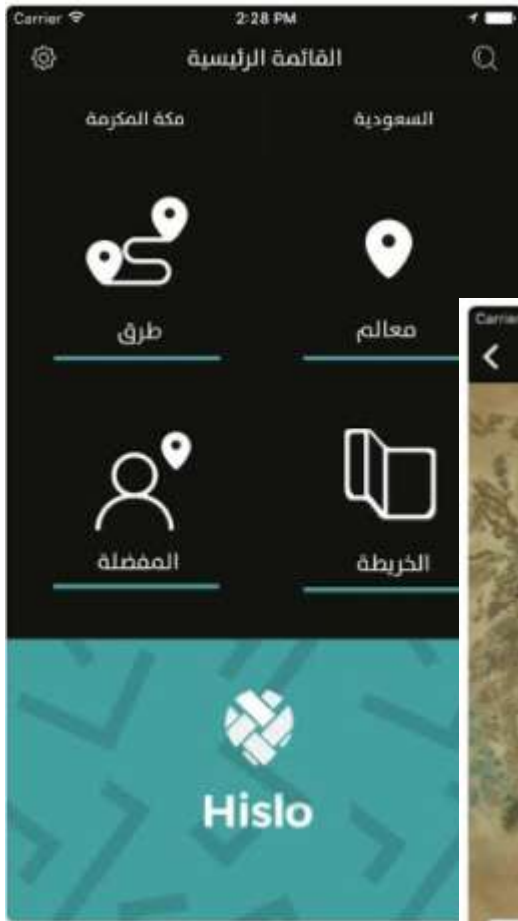 Carrier 2:28 PM
القائمة الرئيسية
السعودية مكة المكرمة
معالم طرق
الخريطة المفضلة
Hislo
Carrier